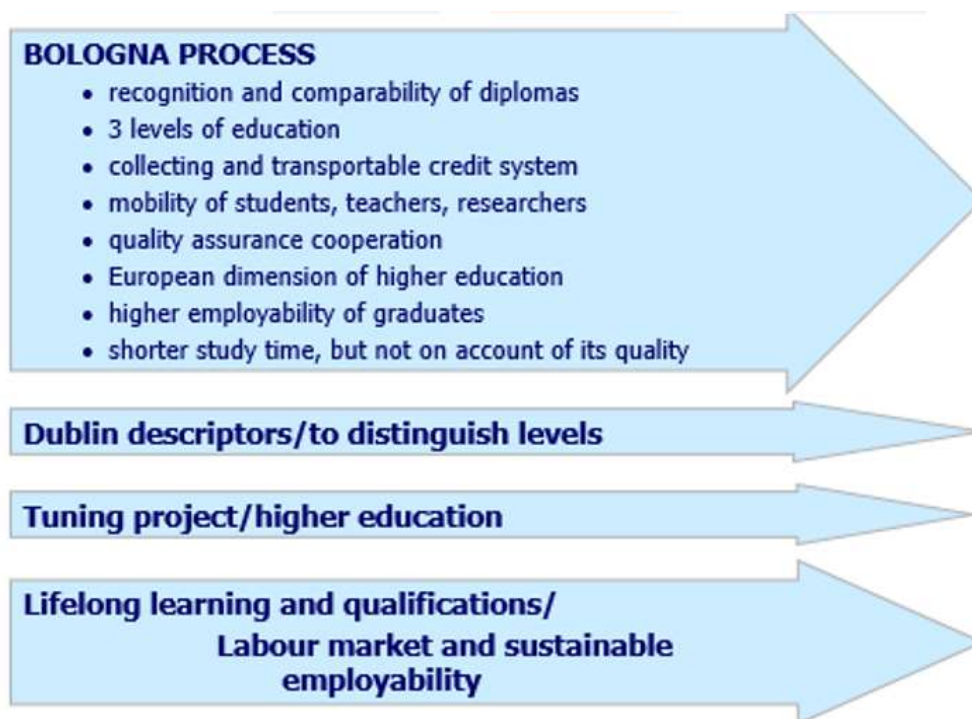 BOLOGNA PROCESS
• recognition and comparability of diplomas
• 3 levels of education
• collecting and transportable credit system
• mobility of students, teachers, researchers
• quality assurance cooperation
• European dimension of higher education
• higher employability of graduates
• shorter study time, but not on account of its quality
Dublin descriptors/to distinguish levels
Tuning project/higher education
Lifelong learning and qualifications/
Labour market and sustainable
employability